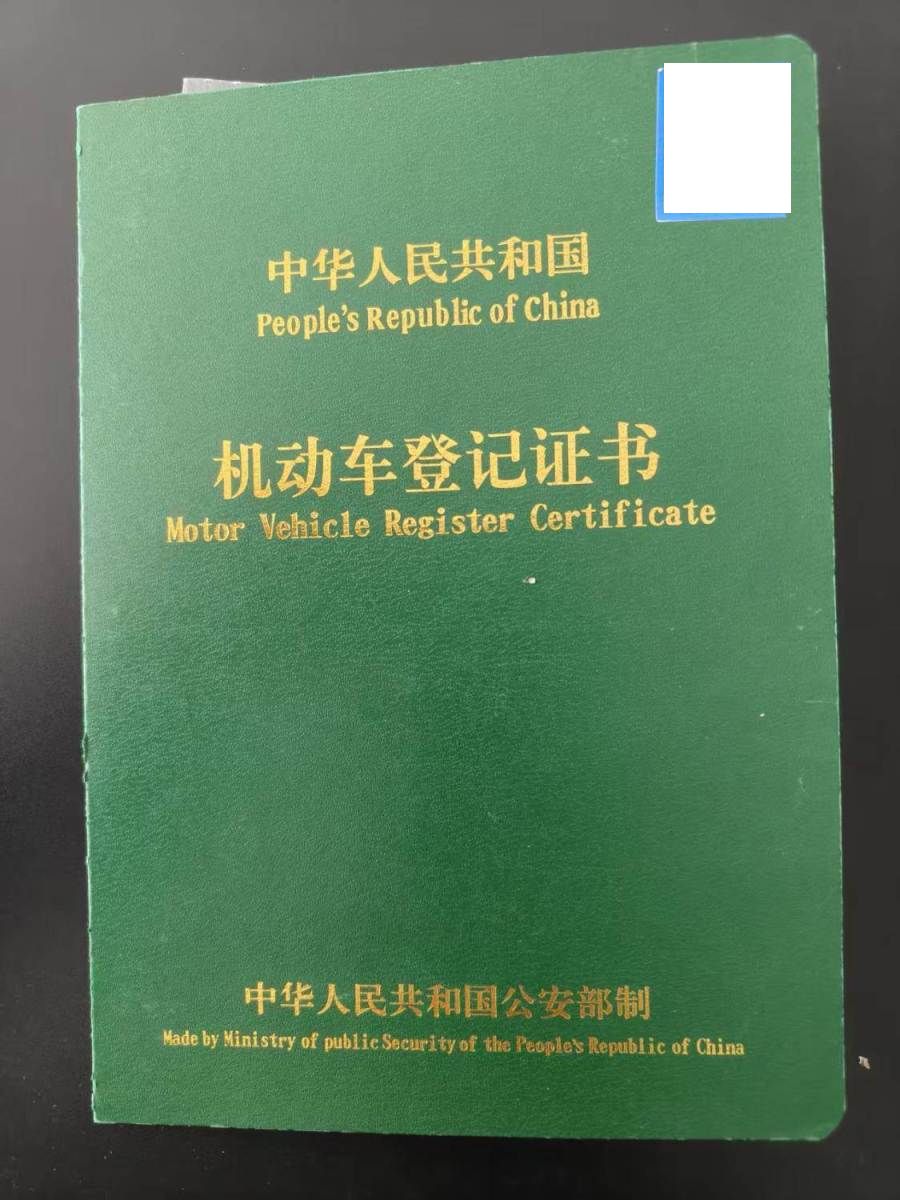 中华人民共和国
People's Republic of China
机动车登记证书
Motor Vehicle Register Certificate
中华人民共和国公安部制
Made by Ministry of public Security of the People's Republic of China